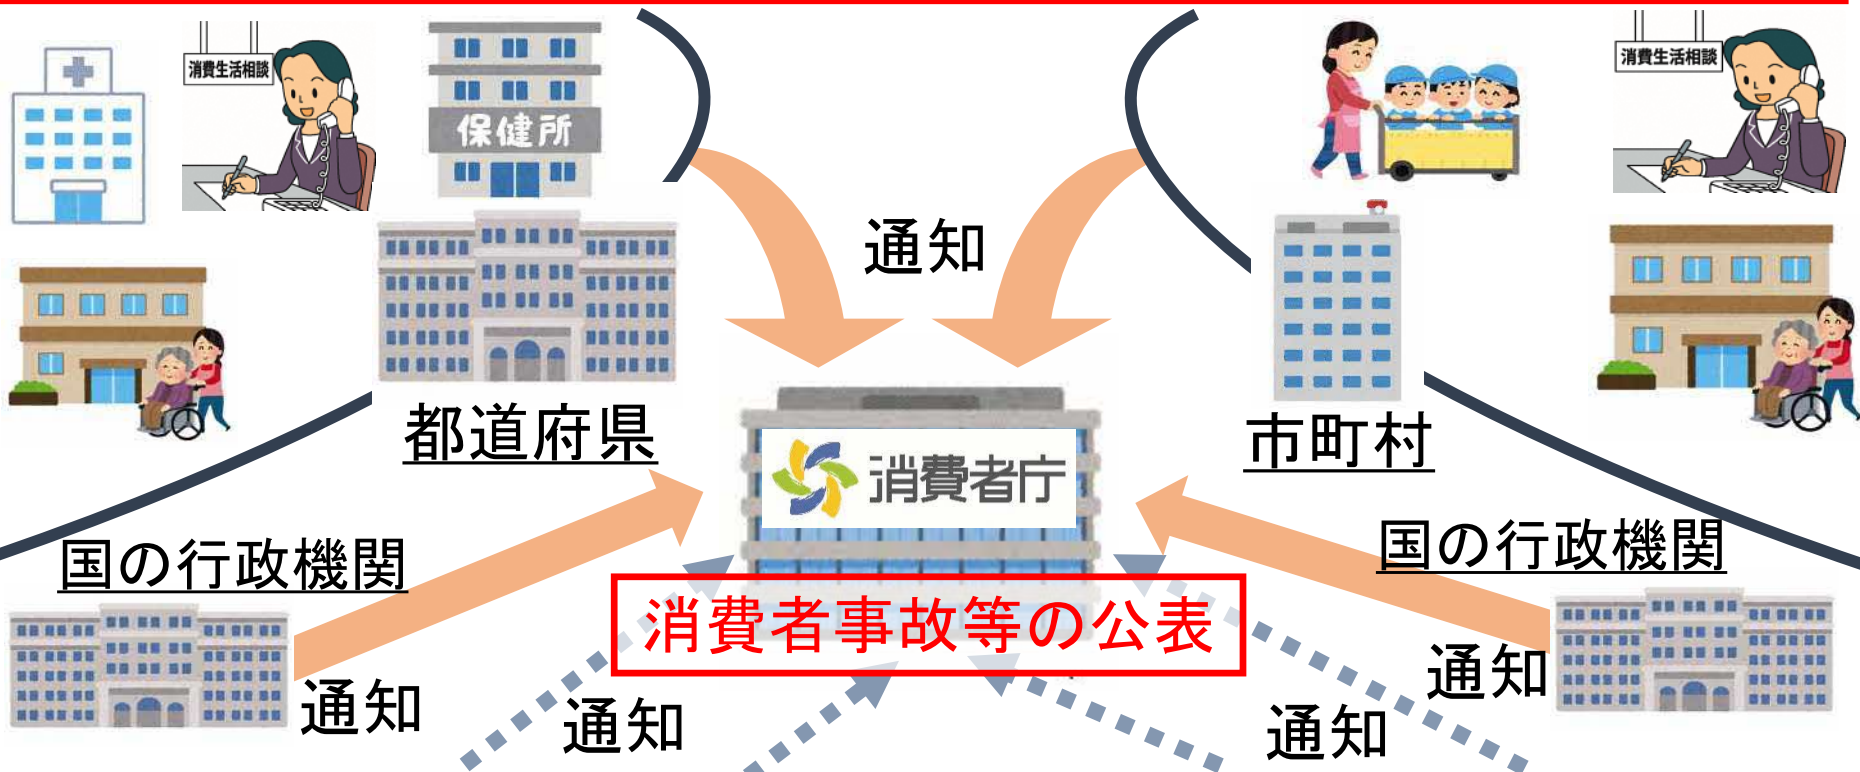 消費生活相談
保健所
消費生活相談
通知
都道府県
市町村
消費者庁
国の行政機関
国の行政機関
消費者事故等の公表
通知
通知
通知
通知